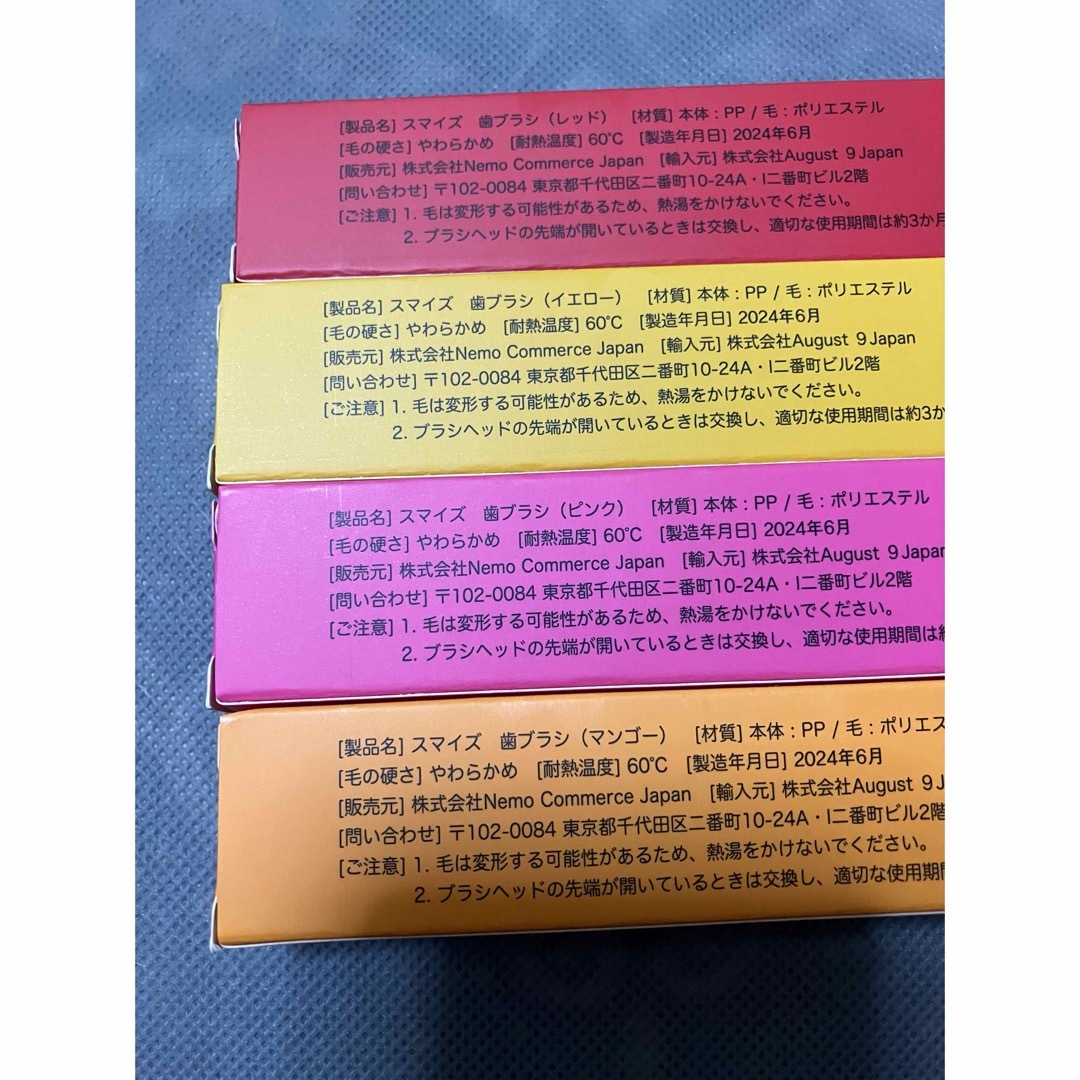 [製品名] スマイズ　歯ブラシ（レッド）　[材質] 本体 : PP / 毛 : ポリエステル
[毛の硬さ] やわらかめ　[耐熱温度] 60℃　[製造年月日] 2024年6月
[販売元] 株式会社Nemo Commerce Japan　[輸入元] 株式会社August 9 Japan
[問い合わせ] 〒102-0084 東京都千代田区二番町10-24A・I二番町ビル2階
[ご注意] 1. 毛は変形する可能性があるため、熱湯をかけないでください。
2. ブラシヘッドの先端が開いているときは交換し、適切な使用期間は約3か月
[製品名] スマイズ　歯ブラシ（イエロー）　[材質] 本体 : PP / 毛 : ポリエステル
[毛の硬さ] やわらかめ　[耐熱温度] 60℃　[製造年月日] 2024年6月
[販売元] 株式会社Nemo Commerce Japan　[輸入元] 株式会社August 9 Japan
[問い合わせ] 〒102-0084 東京都千代田区二番町10-24A・I二番町ビル2階
[ご注意] 1. 毛は変形する可能性があるため、熱湯をかけないでください。
2. ブラシヘッドの先端が開いているときは交換し、適切な使用期間は約3か
[製品名] スマイズ　歯ブラシ（ピンク）　[材質] 本体 : PP / 毛 : ポリエステル
[毛の硬さ] やわらかめ　[耐熱温度] 60℃　[製造年月日] 2024年6月
[販売元] 株式会社Nemo Commerce Japan　[輸入元] 株式会社August 9 Japan
[問い合わせ] 〒102-0084 東京都千代田区二番町10-24A・I二番町ビル2階
[ご注意] 1. 毛は変形する可能性があるため、熱湯をかけないでください。
2. ブラシヘッドの先端が開いているときは交換し、適切な使用期間は
[製品名] スマイズ　歯ブラシ（マンゴー）　[材質] 本体 : PP / 毛 : ポリエス
[毛の硬さ] やわらかめ　[耐熱温度] 60℃　[製造年月日] 2024年6月
[販売元] 株式会社Nemo Commerce Japan　[輸入元] 株式会社August 9 J
[問い合わせ] 〒102-0084 東京都千代田区二番町10-24A・I二番町ビル2階
[ご注意] 1. 毛は変形する可能性があるため、熱湯をかけないでください。
2. ブラシヘッドの先端が開いているときは交換し、適切な使用期間